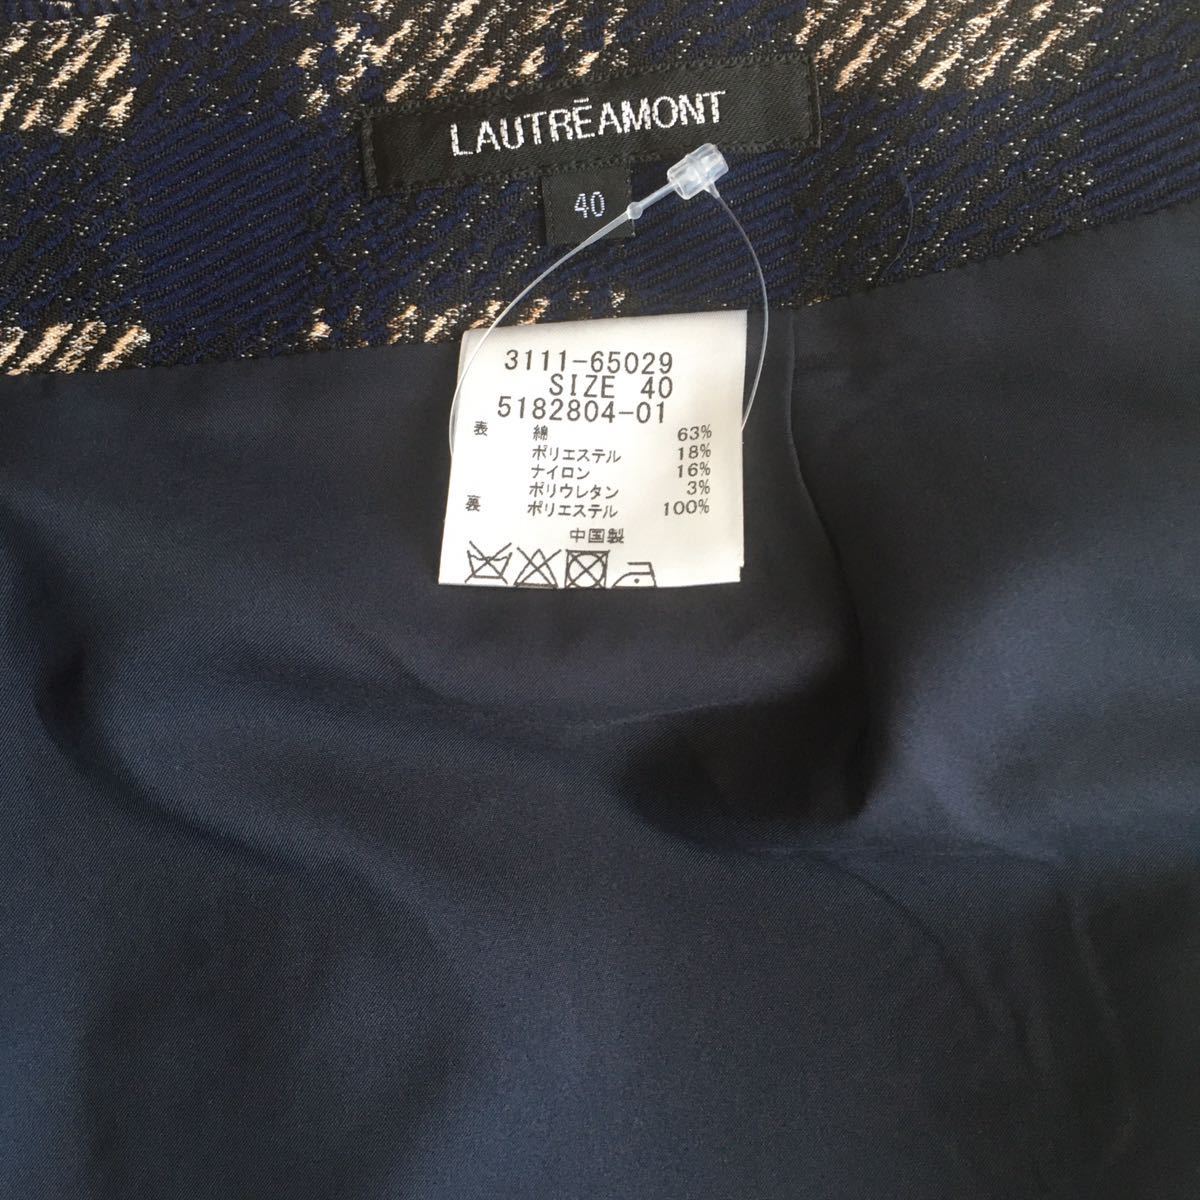 LAUTRĒAMONT
40
3111-65029
SIZE 40
5182804-01
表 綿 63%
ポリエステル 18%
ナイロン 16%
ポリウレタン 3%
裏 ポリエステル 100%
中国製